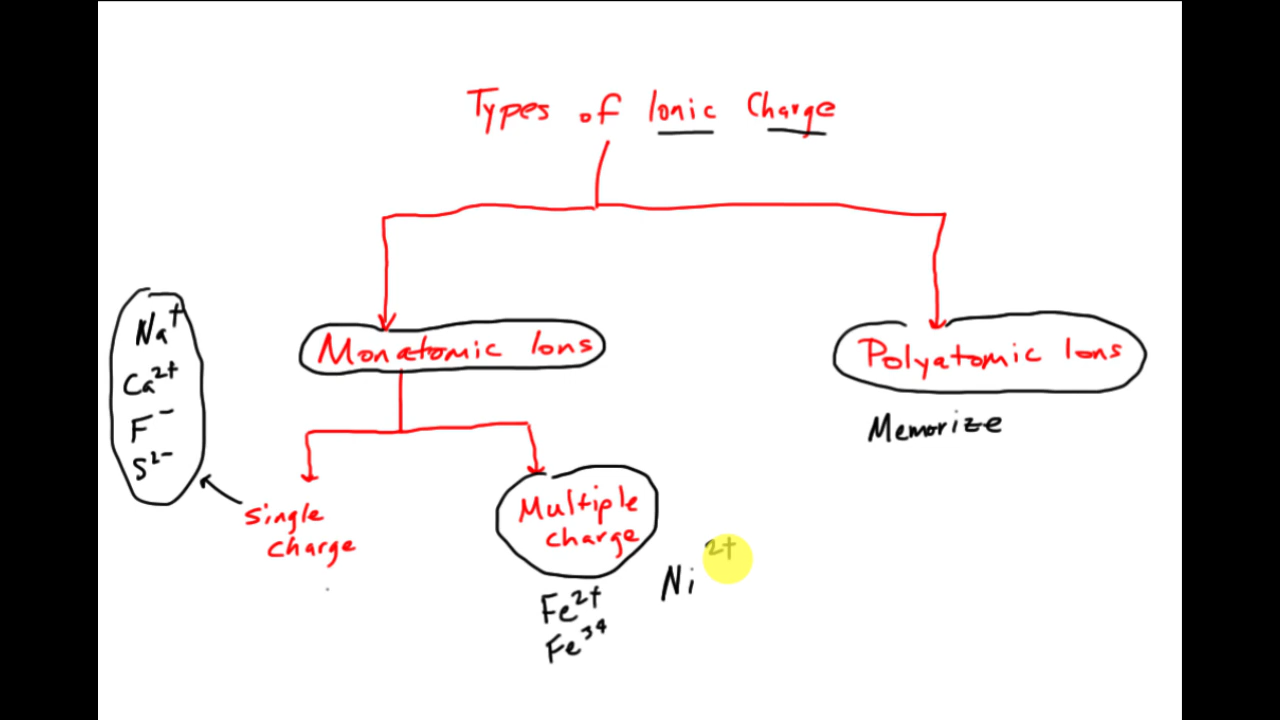 Types of Ionic Charge
Monatomic Ions
Polyatomic Ions
Memorize
Na⁺
Ca²⁺
F⁻
S²⁻
Single
charge
Multiple
charge
Fe²⁺
Fe³⁺
Ni²⁺